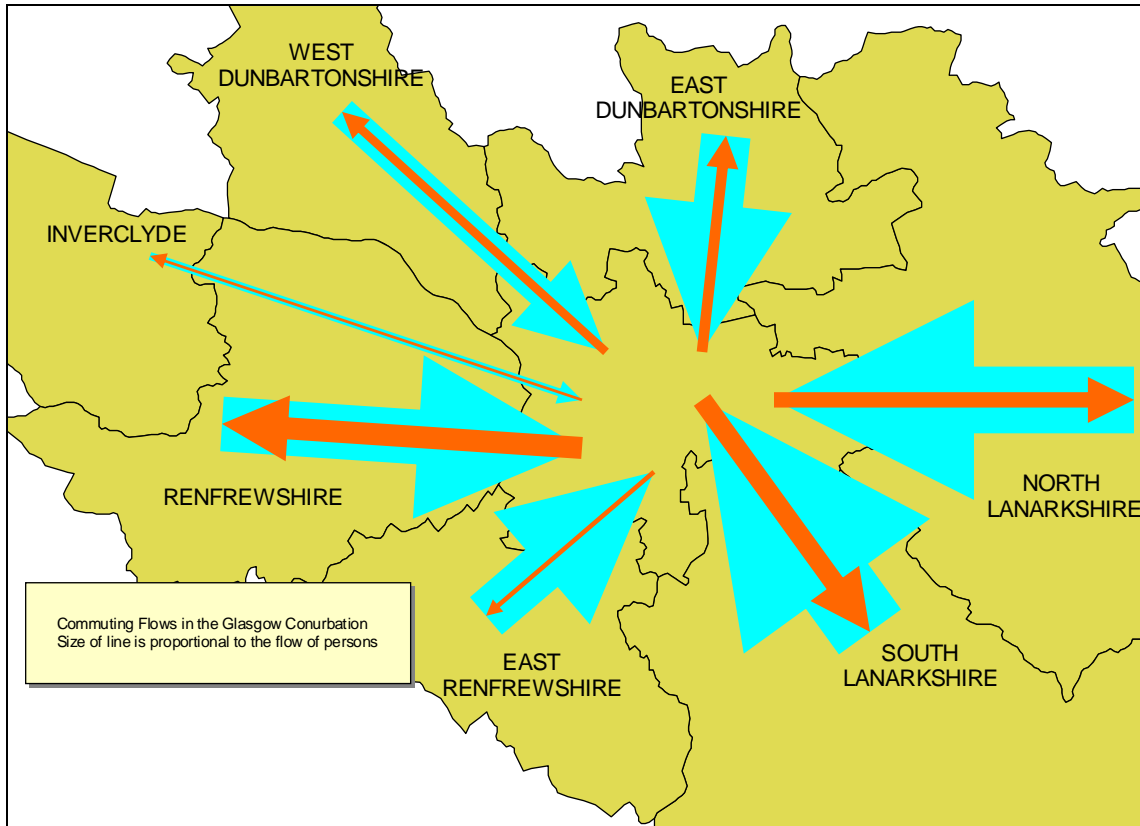 WEST
DUNBARTONSHIRE
EAST
DUNBARTONSHIRE
INVERCLYDE
RENFREWSHIRE
NORTH
LANARKSHIRE
Commuting Flows in the Glasgow Conurbation
Size of line is proportional to the flow of persons
EAST
RENFREWSHIRE
SOUTH
LANARKSHIRE